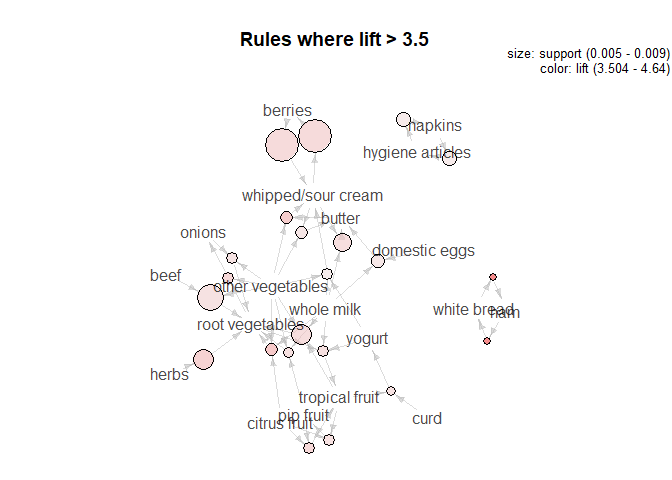 Rules where lift > 3.5
size: support (0.005 - 0.009)
color: lift (3.504 - 4.64)
berries
napkins
hygiene articles
whipped/sour cream
butter
onions
domestic eggs
beef
other vegetables
whole milk
white bread
ham
root vegetables
yogurt
herbs
tropical fruit
pip fruit
citrus fruit
curd